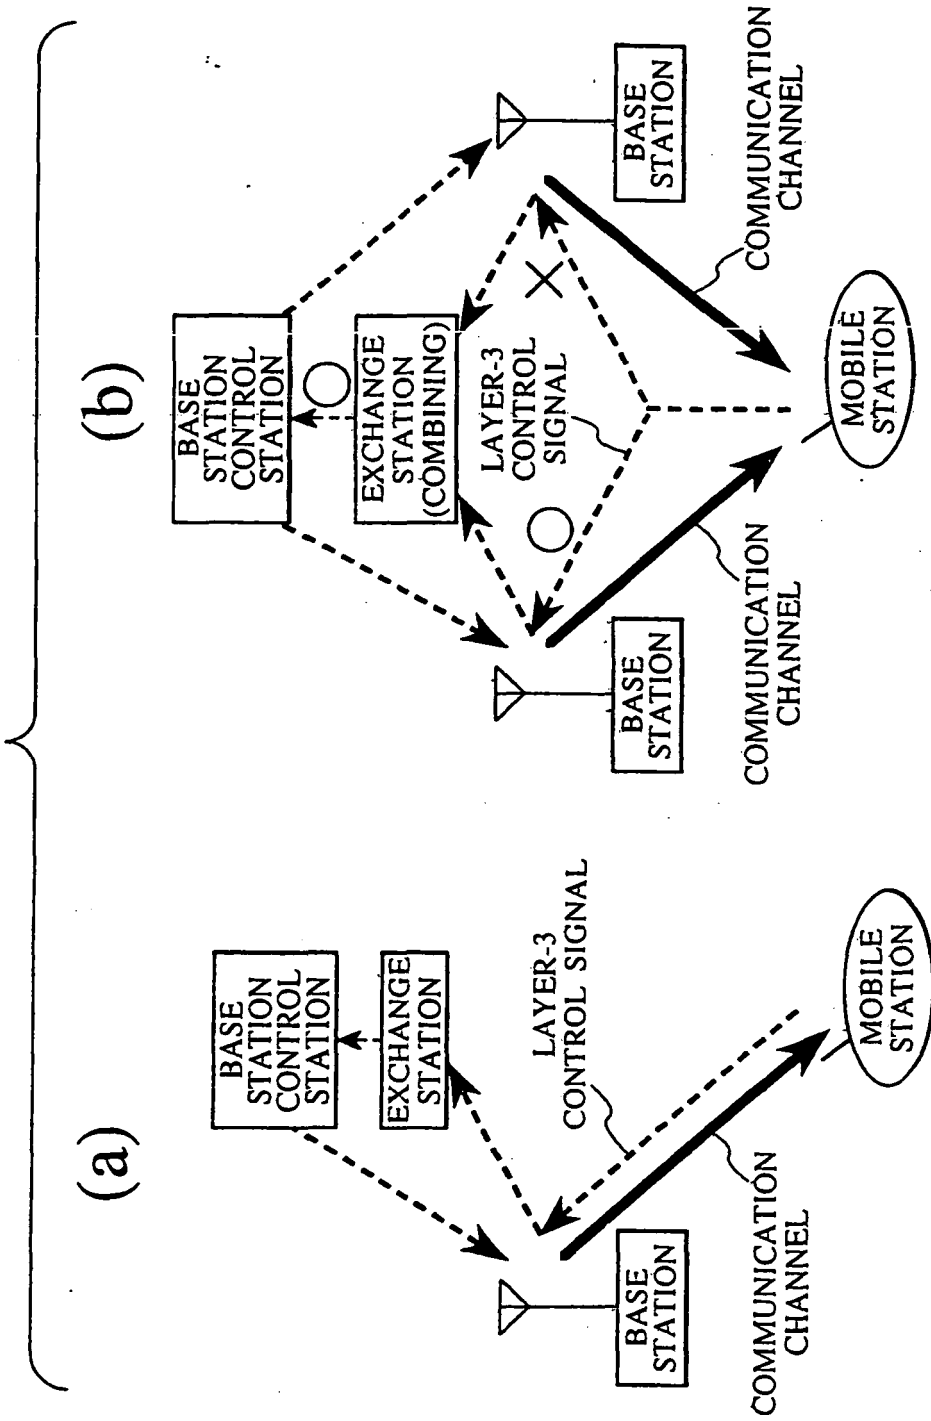 (a)
BASE
STATION
CONTROL
STATION
EXCHANGE
STATION
LAYER-3
CONTROL SIGNAL
BASE
STATION
COMMUNICATION
CHANNEL
MOBILE
STATION
(b)
BASE
STATION
CONTROL
STATION
EXCHANGE
STATION
(COMBINING)
LAYER-3
CONTROL
SIGNAL
BASE
STATION
BASE
STATION
COMMUNICATION
CHANNEL
COMMUNICATION
CHANNEL
MOBILE
STATION